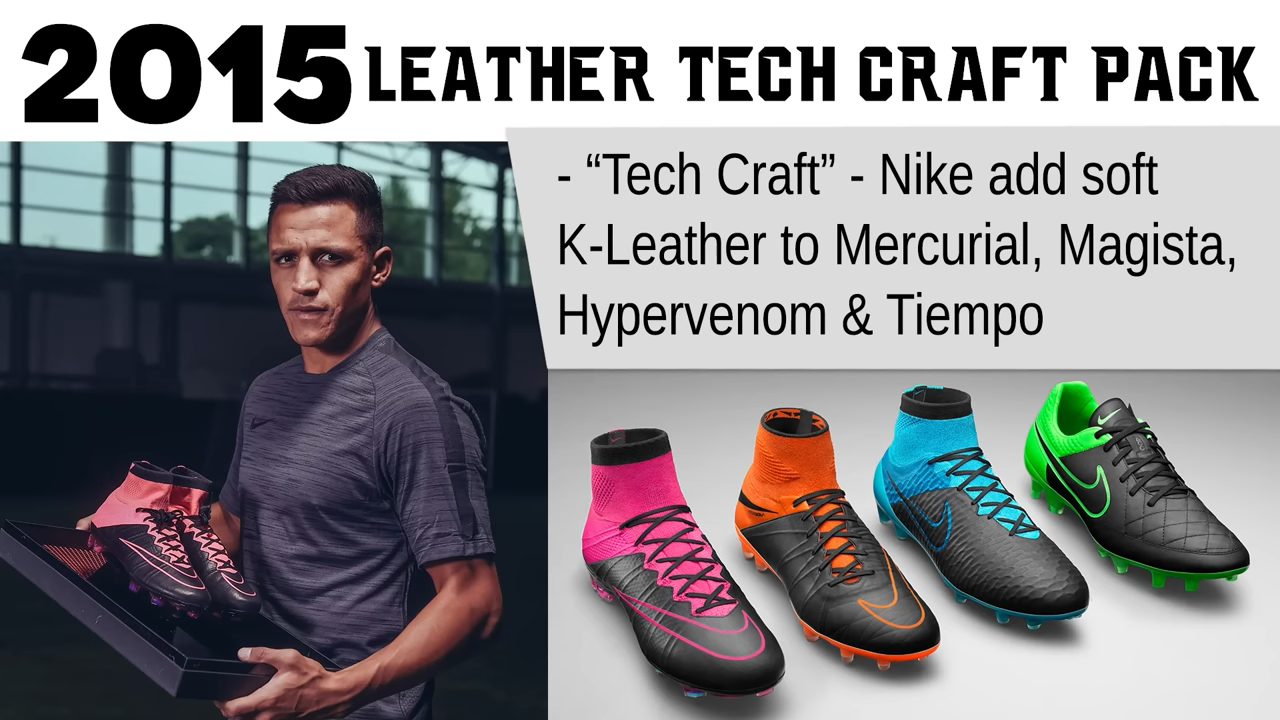 2015 LEATHER TECH CRAFT PACK
- “Tech Craft” - Nike add soft
K-Leather to Mercurial, Magista,
Hypervenom & Tiempo